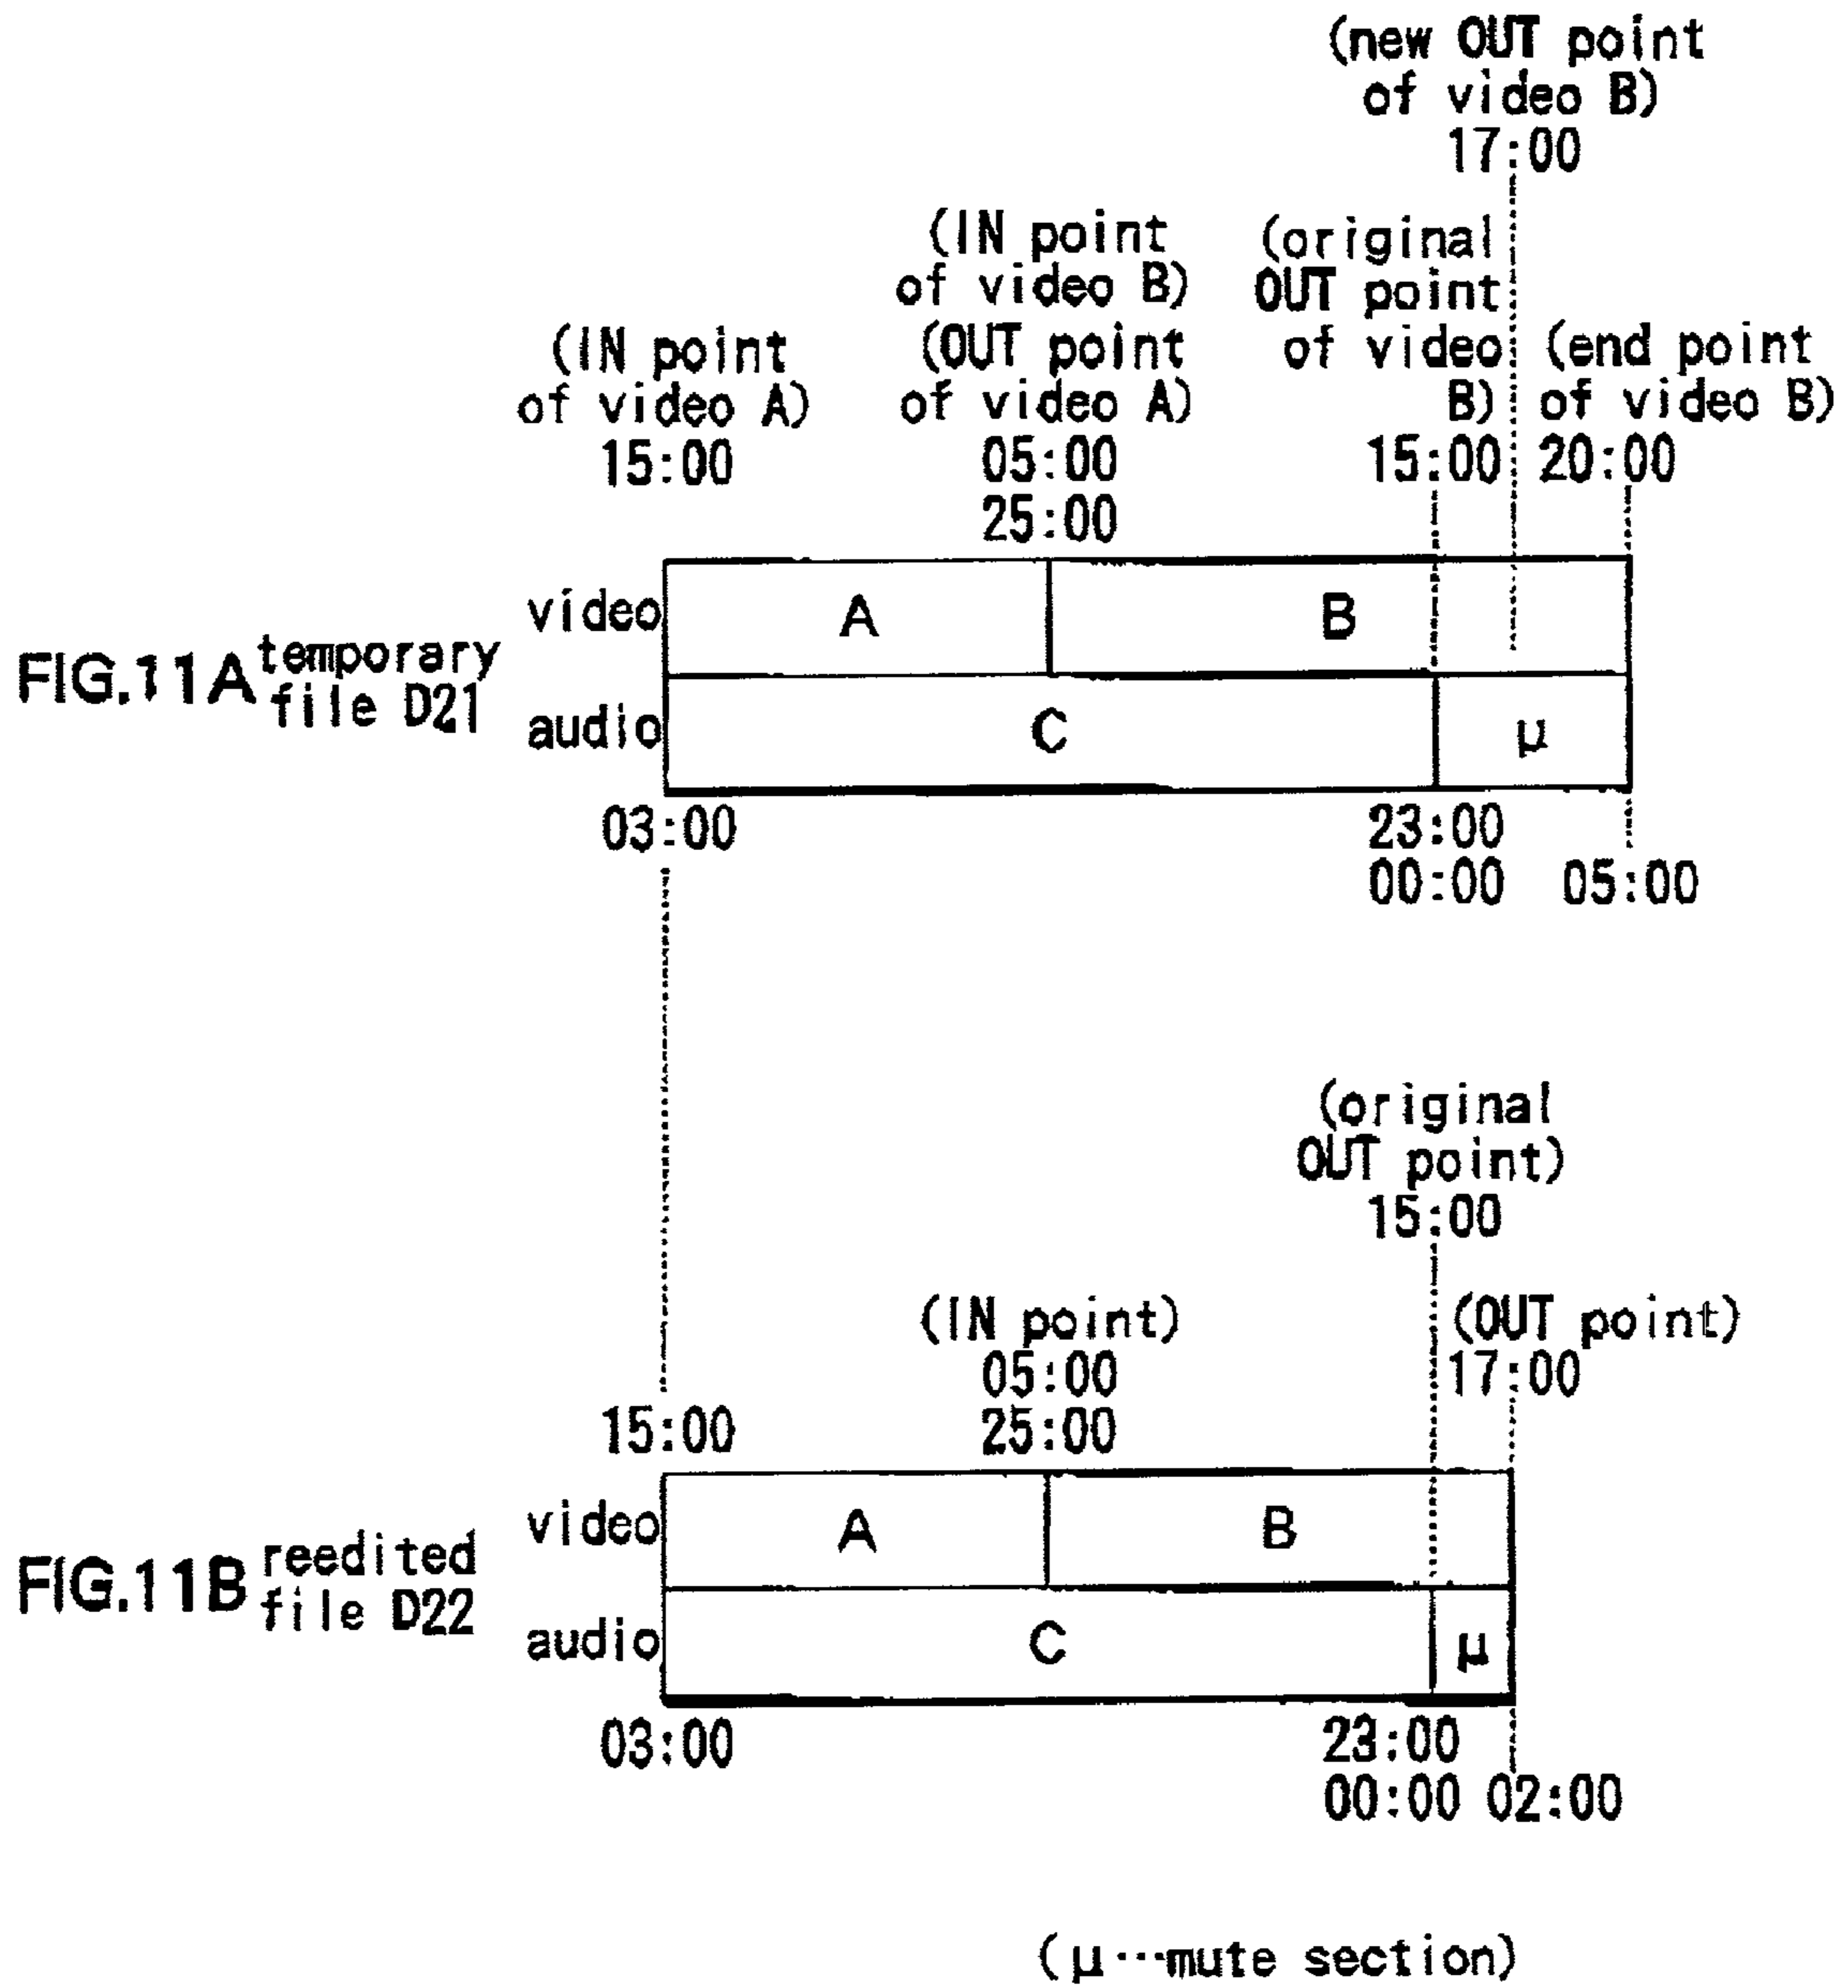 (new OUT point
of video B)
17:00
(IN point
of video B)
(original
OUT point
of video
B)
15:00
(IN point
of video A)
15:00
(OUT point
of video A)
05:00
25:00
(end point
of video B)
20:00
FIG.11A
temporary
file D21
video
A
B
audio
C
μ
03:00
23:00
00:00
05:00
(original
OUT point)
15:00
(IN point)
05:00
25:00
(OUT point)
17:00
15:00
FIG.11B
reedited
file D22
video
A
B
audio
C
μ
03:00
23:00
00:00
02:00
(μ…mute section)